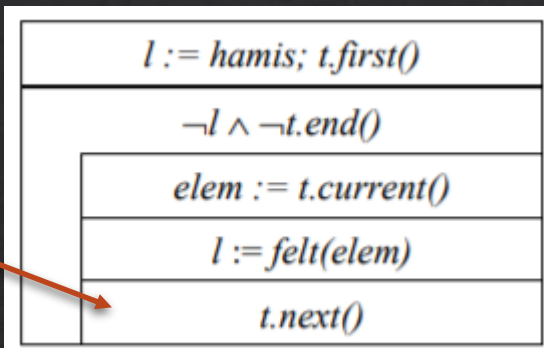 l := hamis; t.first()
¬l ∧ ¬t.end()
elem := t.current()
l := felt(elem)
t.next()